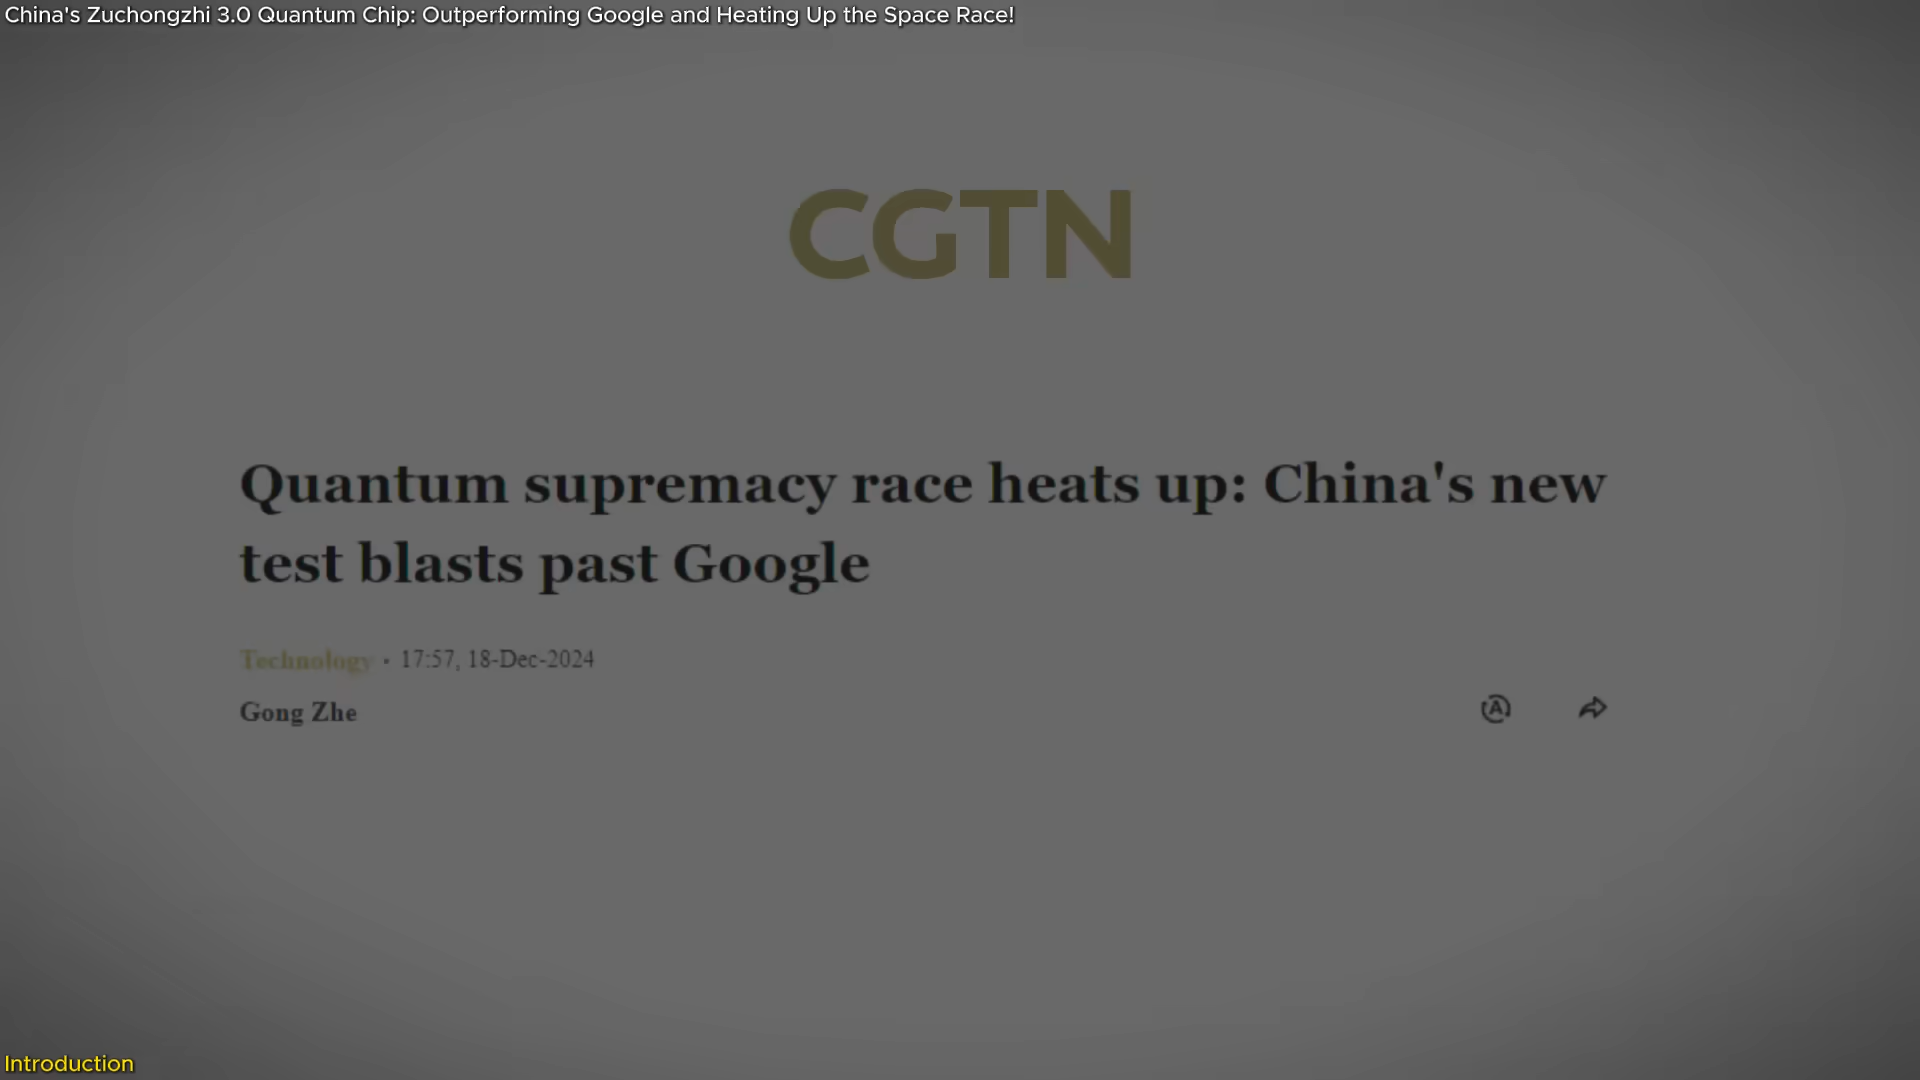 China's Zuchongzhi 3.0 Quantum Chip: Outperforming Google and Heating Up the Space Race!
CGTN
Quantum supremacy race heats up: China's new
test blasts past Google
Technology • 17:57, 18-Dec-2024
Gong Zhe
A
Introduction